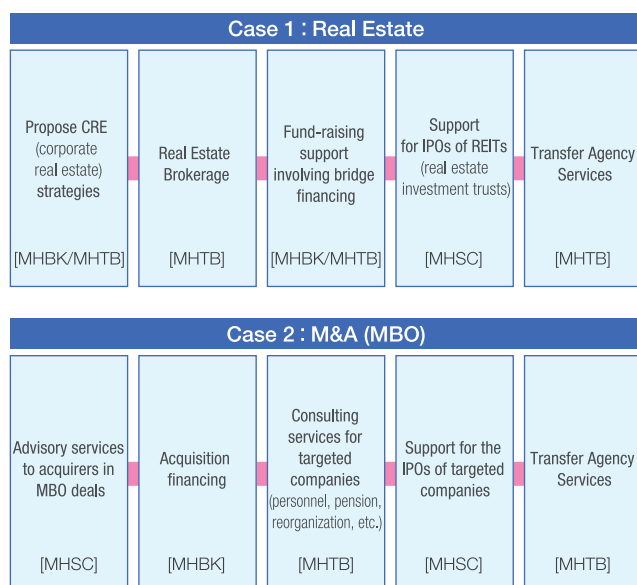 Case 1 : Real Estate
Propose CRE
(corporate
real estate)
strategies
[MHBK/MHTB]
Real Estate
Brokerage
[MHTB]
Fund-raising
support
involving bridge
financing
[MHBK/MHTB]
Support
for IPOs of REITs
(real estate
investment trusts)
[MHSC]
Transfer Agency
Services
[MHTB]
Case 2 : M&A (MBO)
Advisory services
to acquirers in
MBO deals
[MHSC]
Acquisition
financing
[MHBK]
Consulting
services for
targeted
companies
(personnel, pension,
reorganization, etc.)
[MHTB]
Support for the
IPOs of targeted
companies
[MHSC]
Transfer Agency
Services
[MHTB]